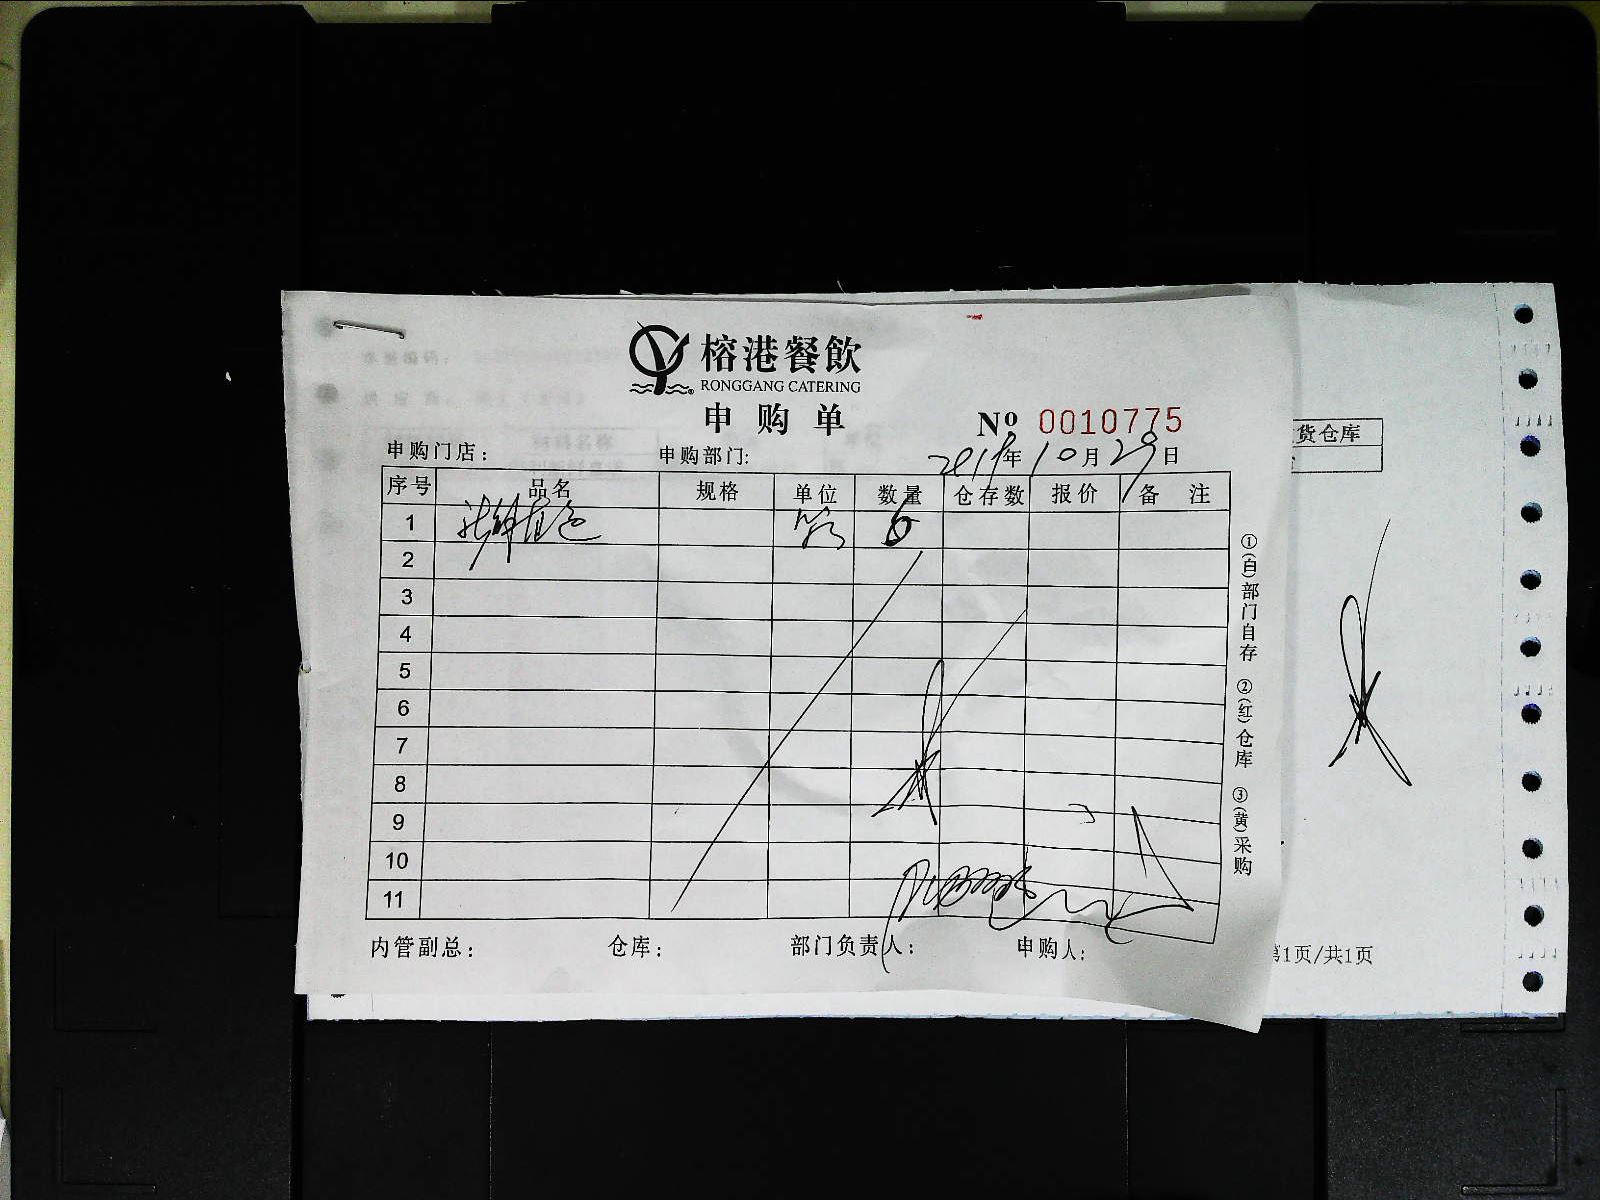 榕港餐飲
RONGGANG CATERING
申购单
№ 0010775
申购门店：
申购部门:
年10月29日
序号 品名 规格 单位 数量 仓存数 报价 备 注
1 6
2
3
4
5
6
7
8
9
10
11
内管副总： 仓库： 部门负责人： 申购人:
①(白)部门自存 ②(红)仓库 ③(黄)采购
货仓库
第1页/共1页